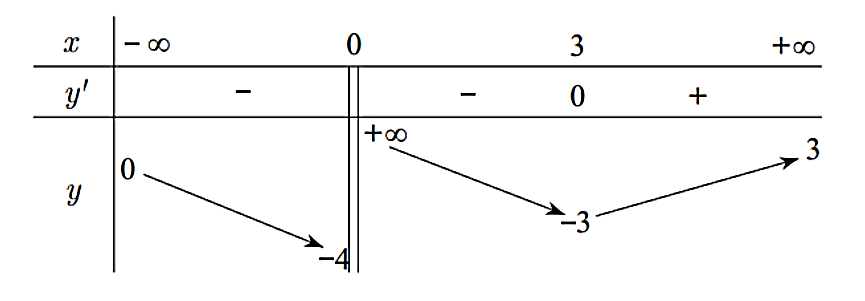 x −∞ 0 3 +∞
y′ − − 0 +
y 0 −4 +∞ −3 3